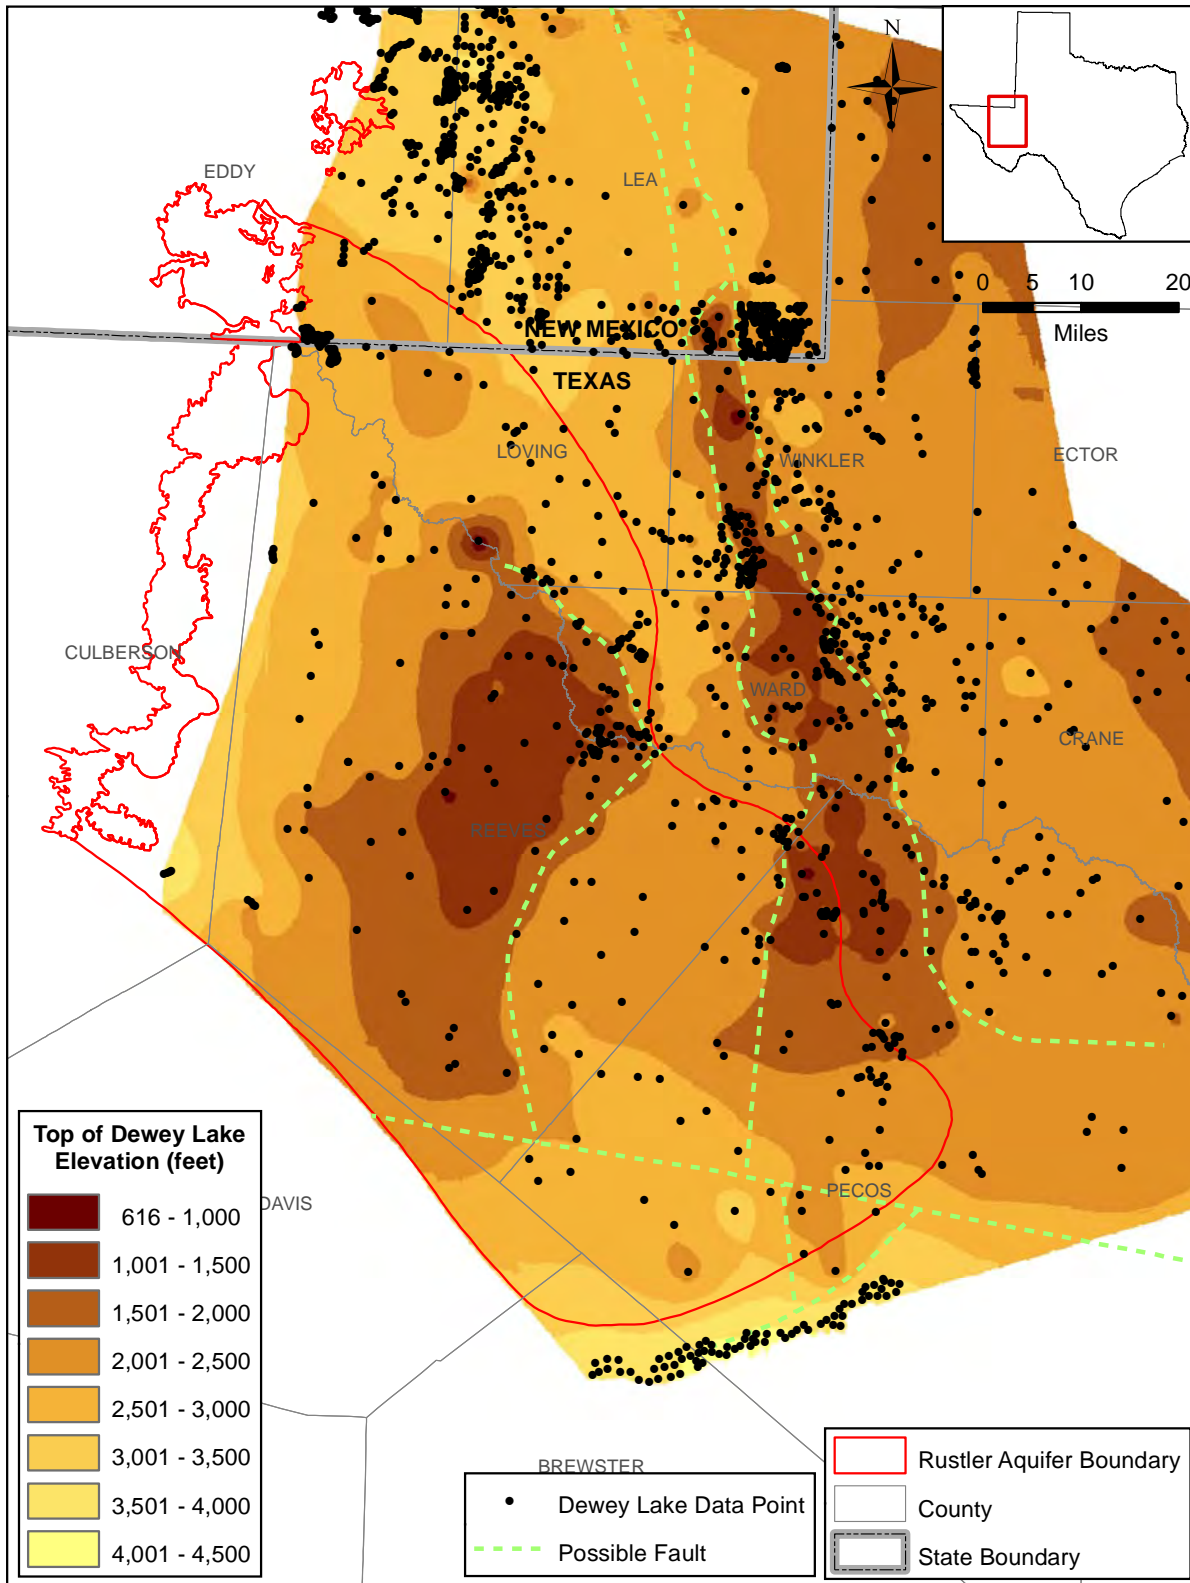 N
EDDY
LEA
0 5 10 20
Miles
NEW MEXICO
TEXAS
LOVING
WINKLER
ECTOR
CULBERSON
WARD
CRANE
REEVES
PECOS
DAVIS
BREWSTER
Top of Dewey Lake
Elevation (feet)
616 - 1,000
1,001 - 1,500
1,501 - 2,000
2,001 - 2,500
2,501 - 3,000
3,001 - 3,500
3,501 - 4,000
4,001 - 4,500
Dewey Lake Data Point
Possible Fault
Rustler Aquifer Boundary
County
State Boundary